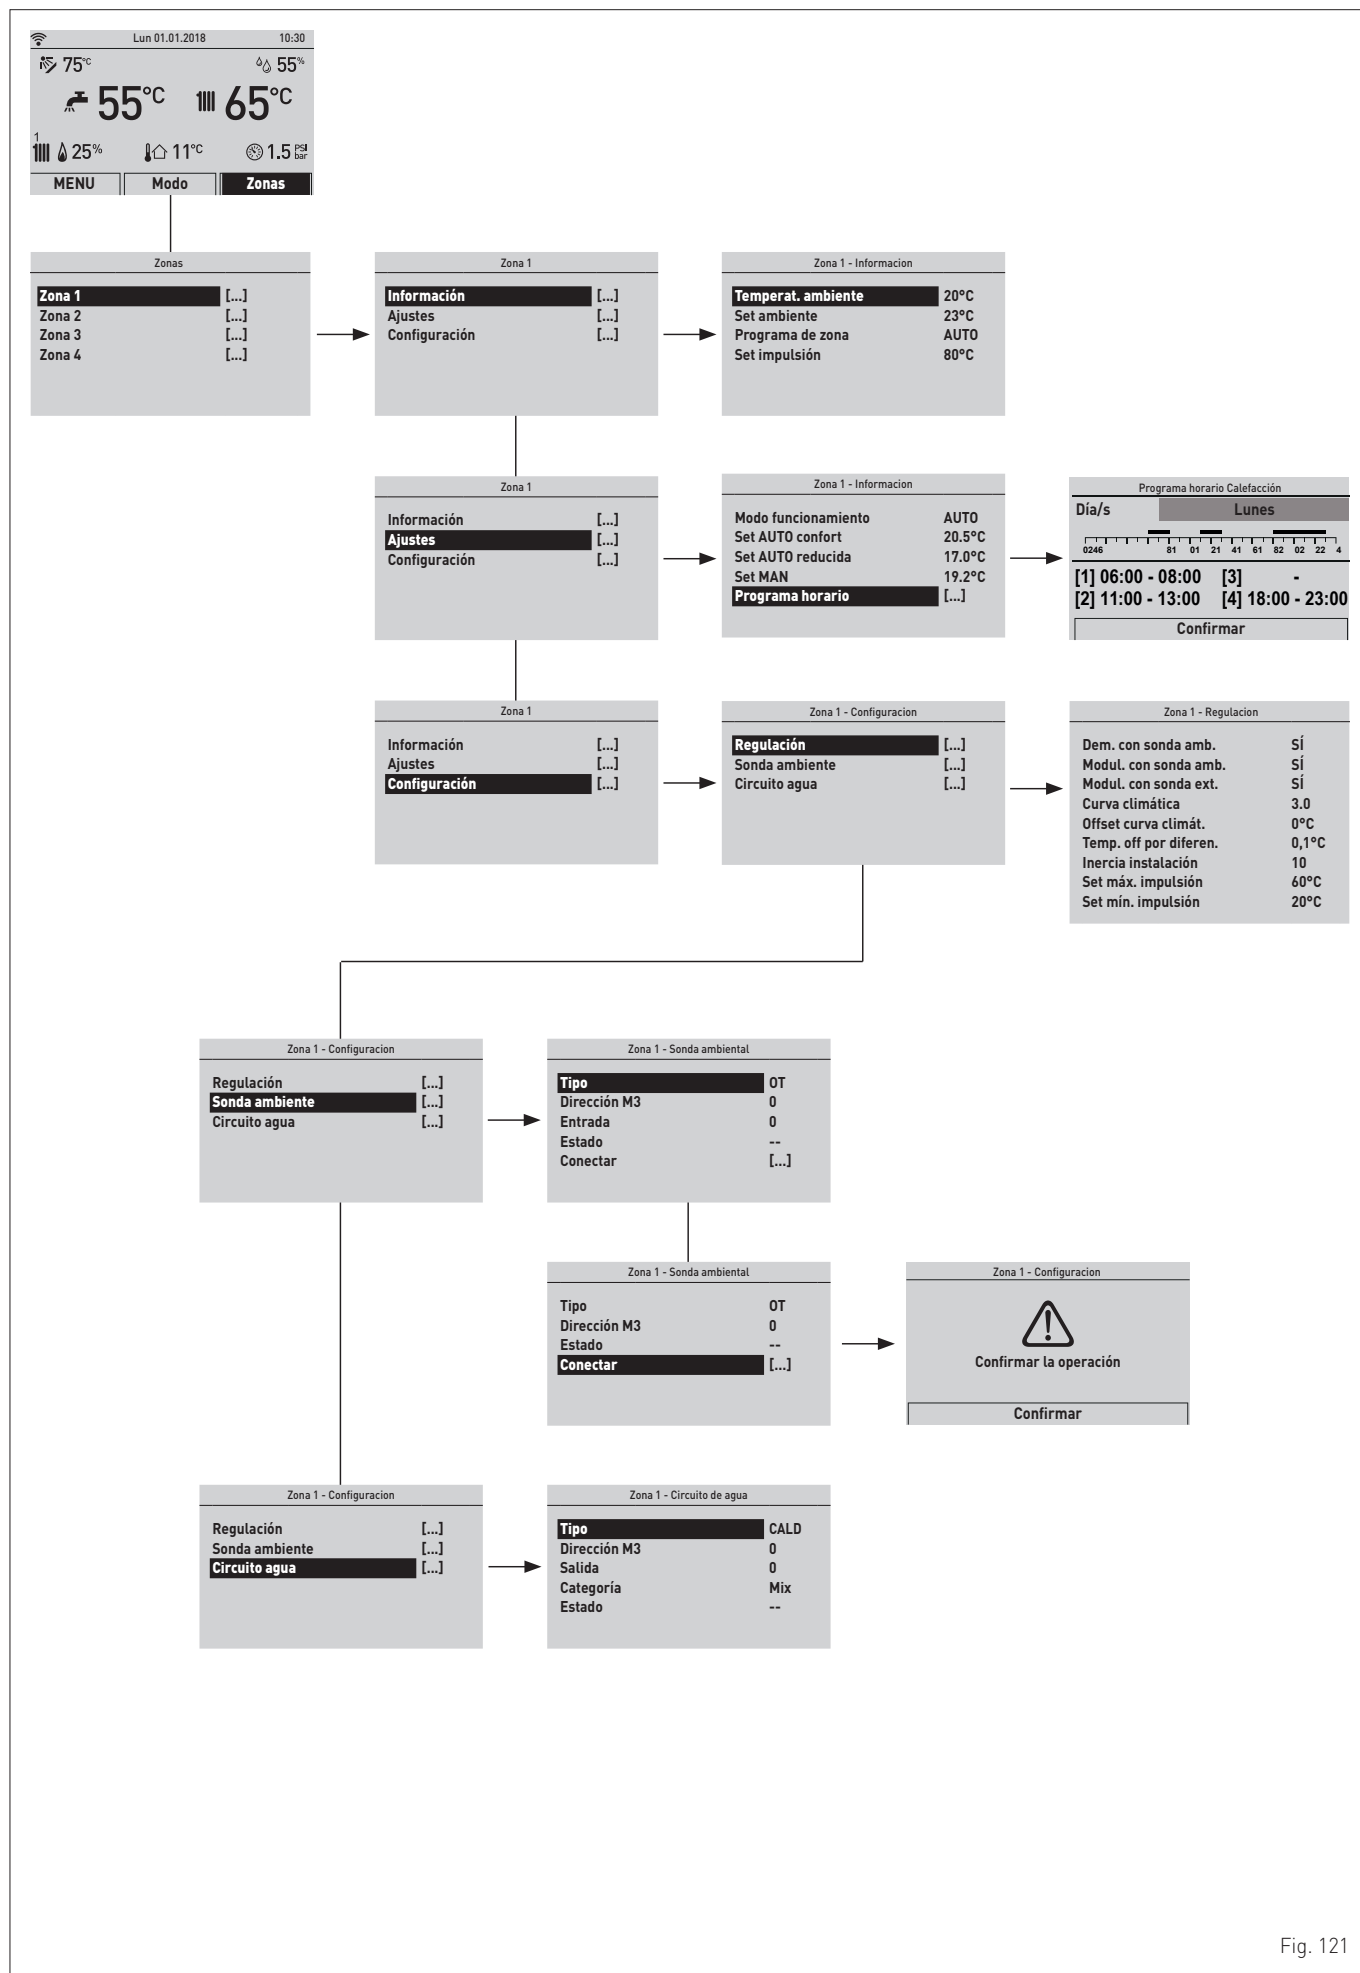 Lun 01.01.2018 10:30
75°C 55%
55°C 65°C
1
25% 11°C 1.5 PSI bar
MENU Modo Zonas
Zonas
Zona 1 [...]
Zona 2 [...]
Zona 3 [...]
Zona 4 [...]
Zona 1
Información [...]
Ajustes [...]
Configuración [...]
Zona 1 - Informacion
Temperat. ambiente 20°C
Set ambiente 23°C
Programa de zona AUTO
Set impulsión 80°C
Zona 1
Información [...]
Ajustes [...]
Configuración [...]
Zona 1 - Informacion
Modo funcionamiento AUTO
Set AUTO confort 20.5°C
Set AUTO reducida 17.0°C
Set MAN 19.2°C
Programa horario [...]
Programa horario Calefacción
Día/s Lunes
0246 81 01 21 41 61 82 02 22 4
[1] 06:00 - 08:00 [3] -
[2] 11:00 - 13:00 [4] 18:00 - 23:00
Confirmar
Zona 1
Información [...]
Ajustes [...]
Configuración [...]
Zona 1 - Configuracion
Regulación [...]
Sonda ambiente [...]
Circuito agua [...]
Zona 1 - Regulacion
Dem. con sonda amb. SÍ
Modul. con sonda amb. SÍ
Modul. con sonda ext. SÍ
Curva climática 3.0
Offset curva climát. 0°C
Temp. off por diferen. 0,1°C
Inercia instalación 10
Set máx. impulsión 60°C
Set mín. impulsión 20°C
Zona 1 - Configuracion
Regulación [...]
Sonda ambiente [...]
Circuito agua [...]
Zona 1 - Sonda ambiental
Tipo OT
Dirección M3 0
Entrada 0
Estado --
Conectar [...]
Zona 1 - Sonda ambiental
Tipo OT
Dirección M3 0
Estado --
Conectar [...]
Zona 1 - Configuracion
Confirmar la operación
Confirmar
Zona 1 - Configuracion
Regulación [...]
Sonda ambiente [...]
Circuito agua [...]
Zona 1 - Circuito de agua
Tipo CALD
Dirección M3 0
Salida 0
Categoría Mix
Estado --
Fig. 121